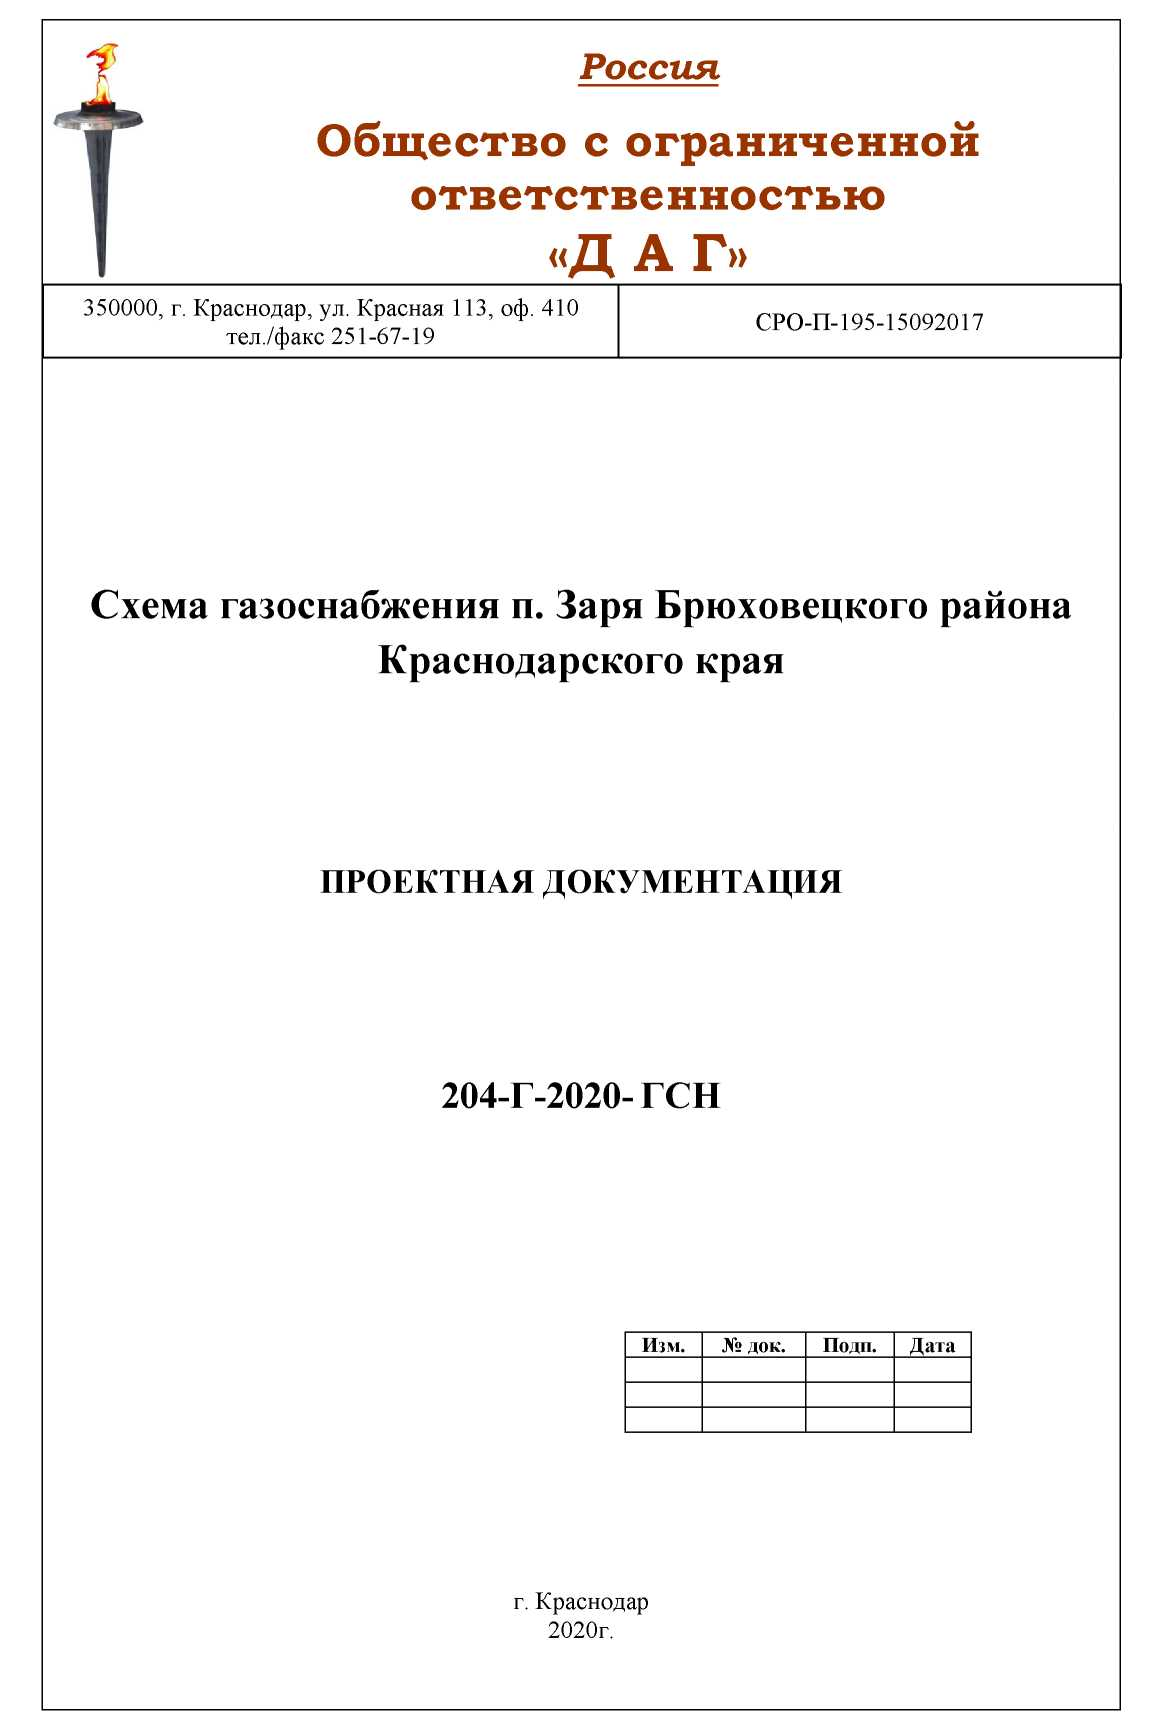 Россия
Общество с ограниченной
ответственностью
«Д А Г»
350000, г. Краснодар, ул. Красная 113, оф. 410
тел./факс 251-67-19
СРО-П-195-15092017
Схема газоснабжения п. Заря Брюховецкого района
Краснодарского края
ПРОЕКТНАЯ ДОКУМЕНТАЦИЯ
204-Г-2020- ГСН
Изм. № док. Подп. Дата
г. Краснодар
2020г.